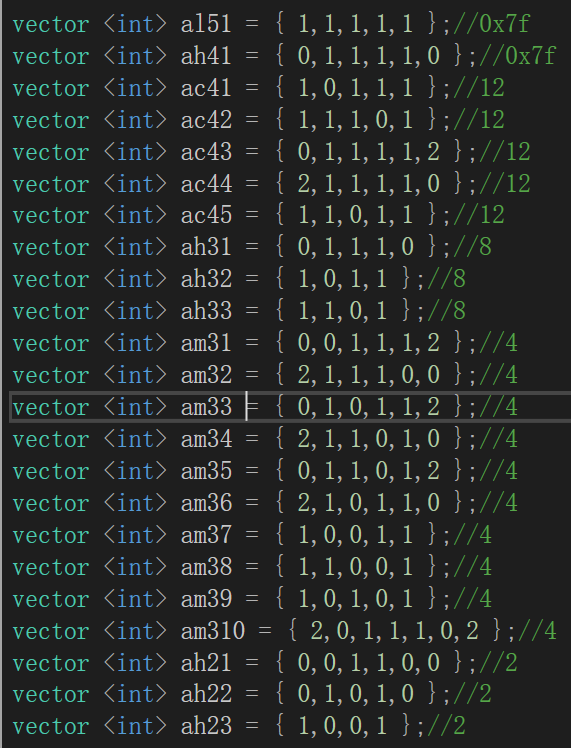 vector <int> al51 = { 1,1,1,1,1 };//0x7f
vector <int> ah41 = { 0,1,1,1,1,0 };//0x7f
vector <int> ac41 = { 1,0,1,1,1 };//12
vector <int> ac42 = { 1,1,1,0,1 };//12
vector <int> ac43 = { 0,1,1,1,1,2 };//12
vector <int> ac44 = { 2,1,1,1,1,0 };//12
vector <int> ac45 = { 1,1,0,1,1 };//12
vector <int> ah31 = { 0,1,1,1,0 };//8
vector <int> ah32 = { 1,0,1,1 };//8
vector <int> ah33 = { 1,1,0,1 };//8
vector <int> am31 = { 0,0,1,1,1,2 };//4
vector <int> am32 = { 2,1,1,1,0,0 };//4
vector <int> am33 = { 0,1,0,1,1,2 };//4
vector <int> am34 = { 2,1,1,0,1,0 };//4
vector <int> am35 = { 0,1,1,0,1,2 };//4
vector <int> am36 = { 2,1,0,1,1,0 };//4
vector <int> am37 = { 1,0,0,1,1 };//4
vector <int> am38 = { 1,1,0,0,1 };//4
vector <int> am39 = { 1,0,1,0,1 };//4
vector <int> am310 = { 2,0,1,1,1,0,2 };//4
vector <int> ah21 = { 0,0,1,1,0,0 };//2
vector <int> ah22 = { 0,1,0,1,0 };//2
vector <int> ah23 = { 1,0,0,1 };//2